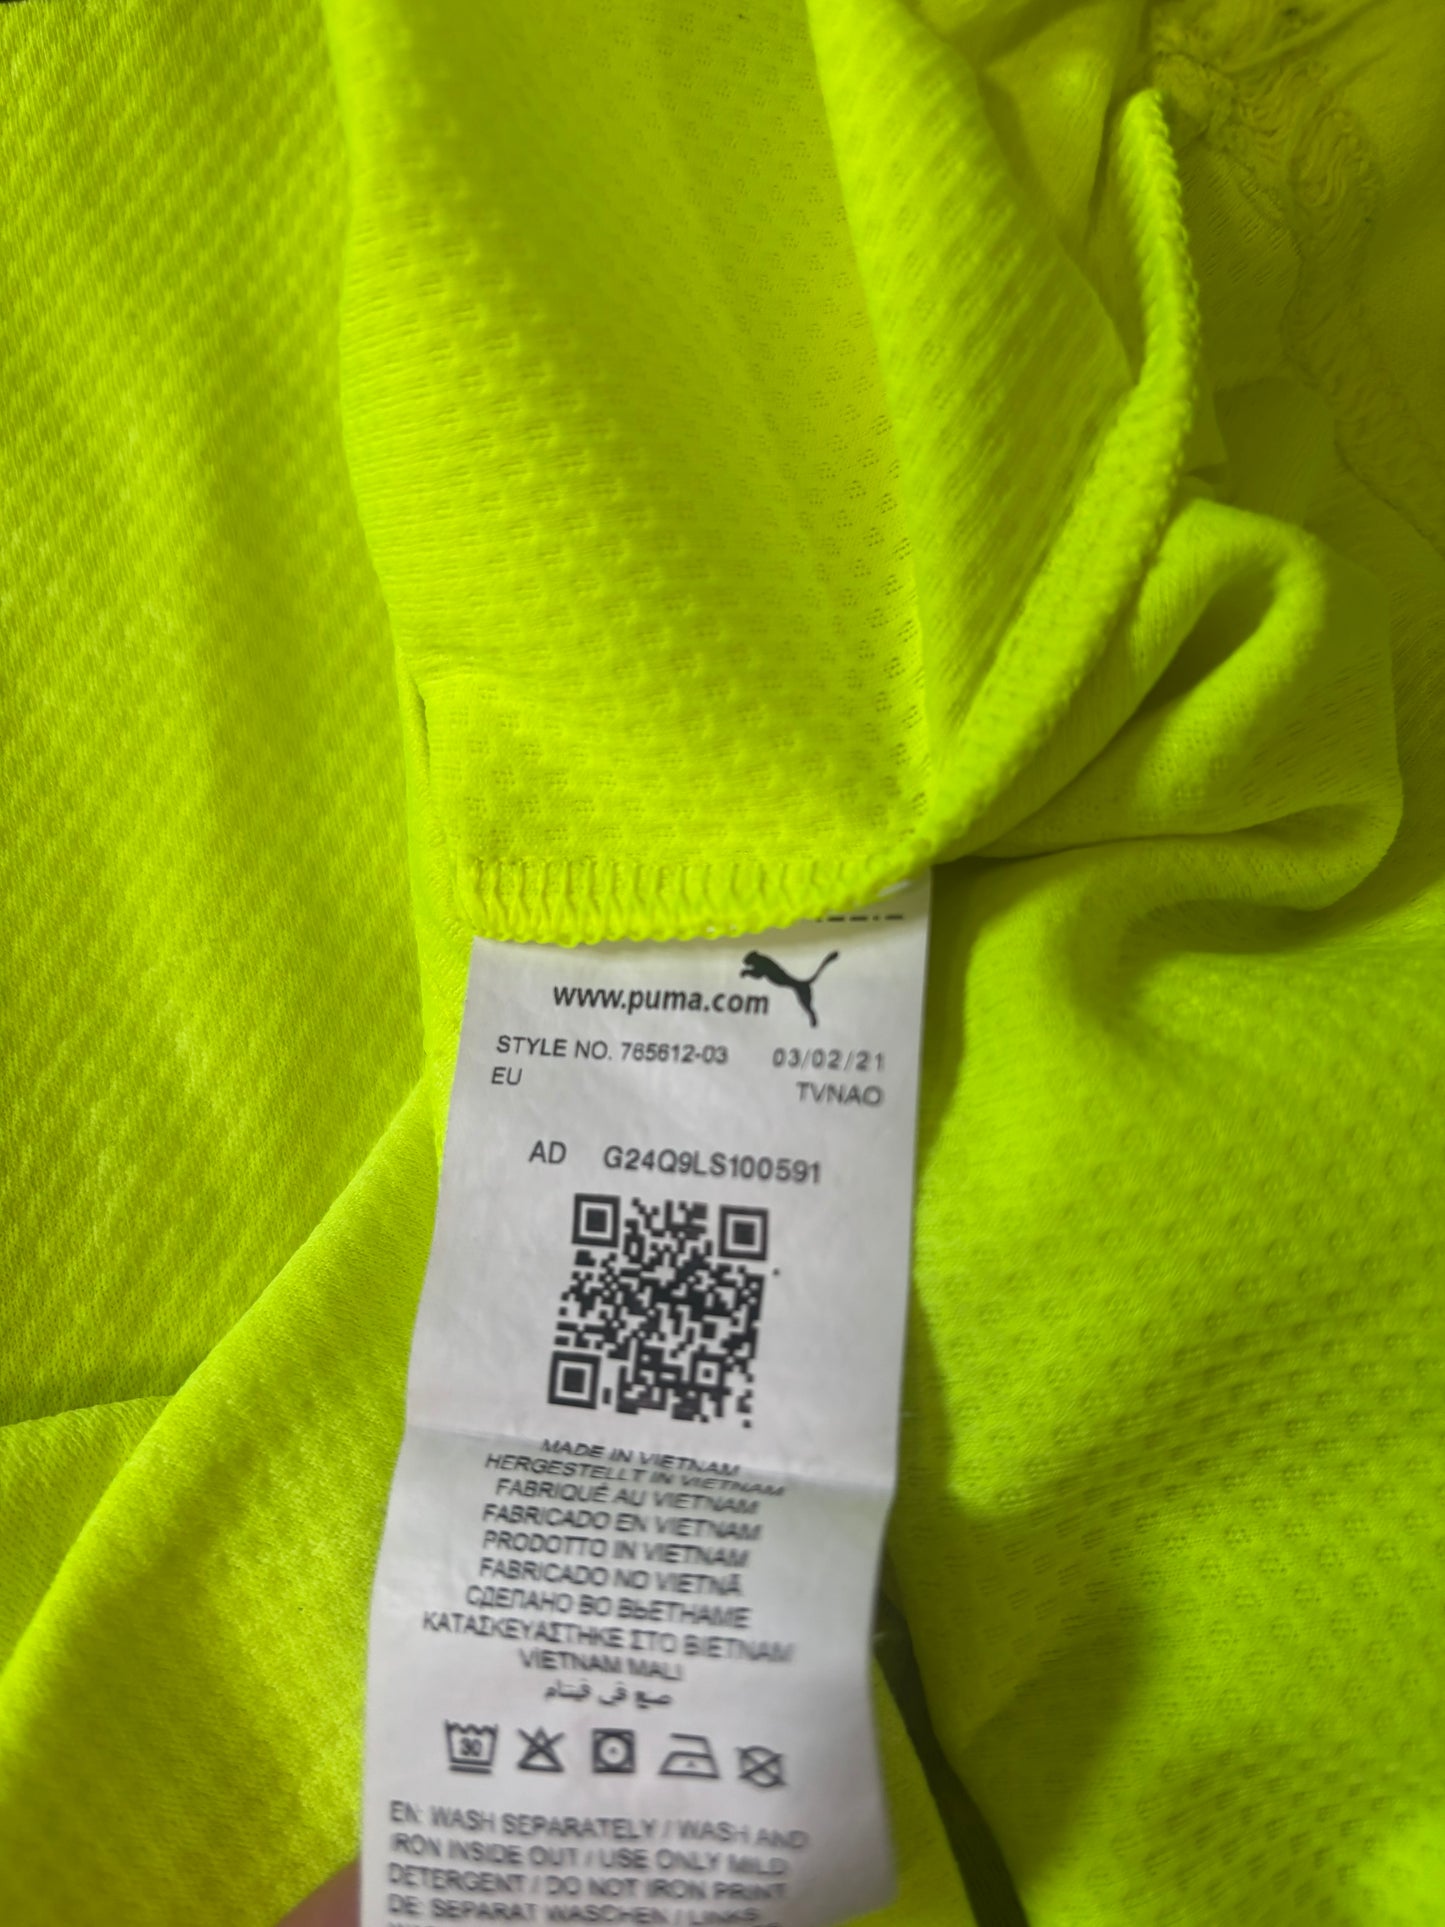 www.puma.com
STYLE NO. 765612-03 03/02/21
EU TVNAO
AD G24Q9LS100591
MADE IN VIETNAM
HERGESTELLT IN VIETNAM
FABRIQUÉ AU VIETNAM
FABRICADO EN VIETNAM
PRODOTTO IN VIETNAM
FABRICADO NO VIETNÃ
СДЕЛАНО ВО ВЬЕТНАМЕ
ΚΑΤΑΣΚΕΥΑΣΤΗΚΕ ΣΤΟ ΒΙΕΤΝΑΜ
VIETNAM MALI
صنع في فيتنام
30
EN: WASH SEPARATELY / WASH AND
IRON INSIDE OUT / USE ONLY MILD
DETERGENT / DO NOT IRON PRINT
DE: SEPARAT WASCHEN / LINKS